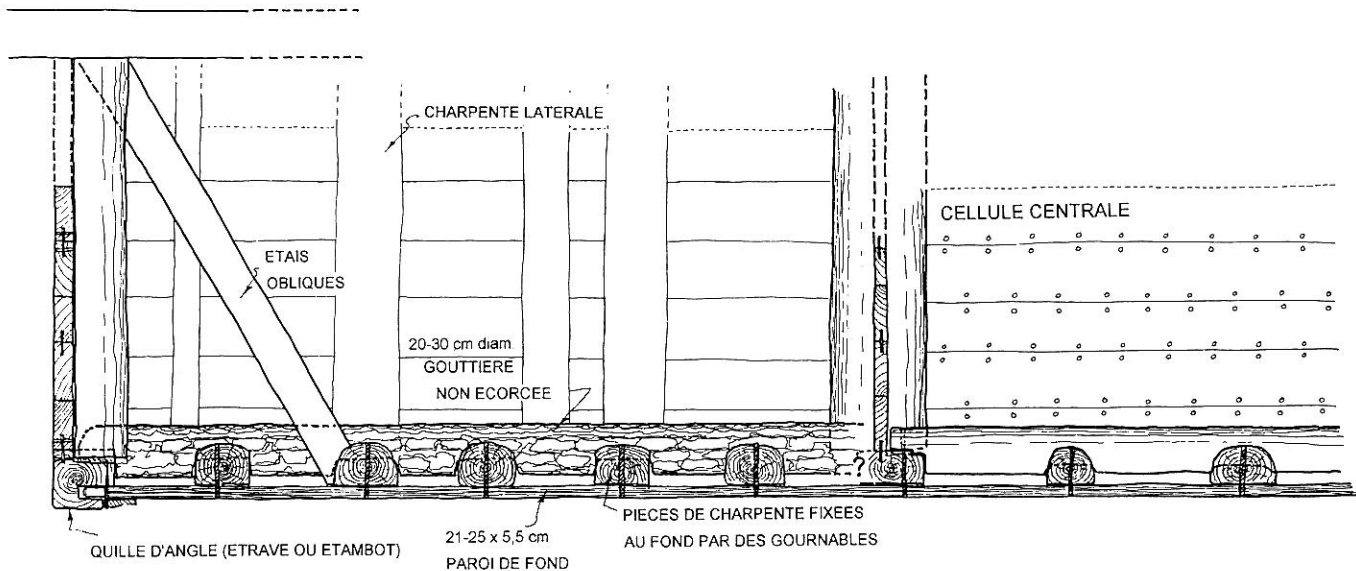 CHARPENTE LATERALE
CELLULE CENTRALE
ETAIS
OBLIQUES
20-30 cm diam.
GOUTTIERE
NON ECORCEE
?
PIECES DE CHARPENTE FIXEES
AU FOND PAR DES GOURNABLES
21-25 x 5,5 cm
PAROI DE FOND
QUILLE D'ANGLE (ETRAVE OU ETAMBOT)